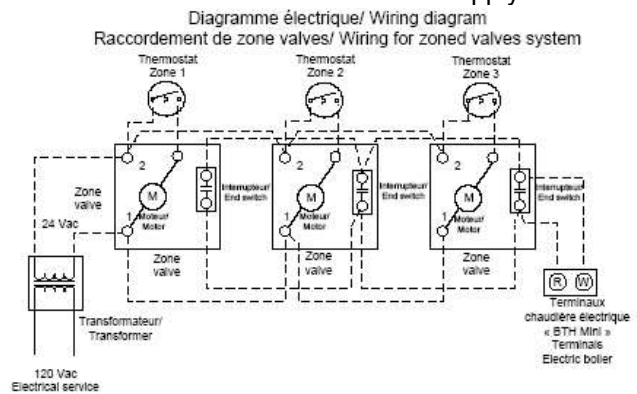 Diagramme électrique/ Wiring diagram
Raccordement de zone valves/ Wiring for zoned valves system
Thermostat
Zone 1
Thermostat
Zone 2
Thermostat
Zone 3
2
2
2
Zone
valve
M
M
M
Interrupteur/
End switch
Interrupteur/
End switch
Interrupteur/
End switch
24 Vac
1
Moteur/
Motor
1
Moteur/
Motor
1
Moteur/
Motor
Zone
valve
Zone
valve
Zone
valve
R
W
Transformateur/
Transformer
Terminaux
chaudière électrique
« BTH Mini »
Terminals
Electric bolier
120 Vac
Electrical service